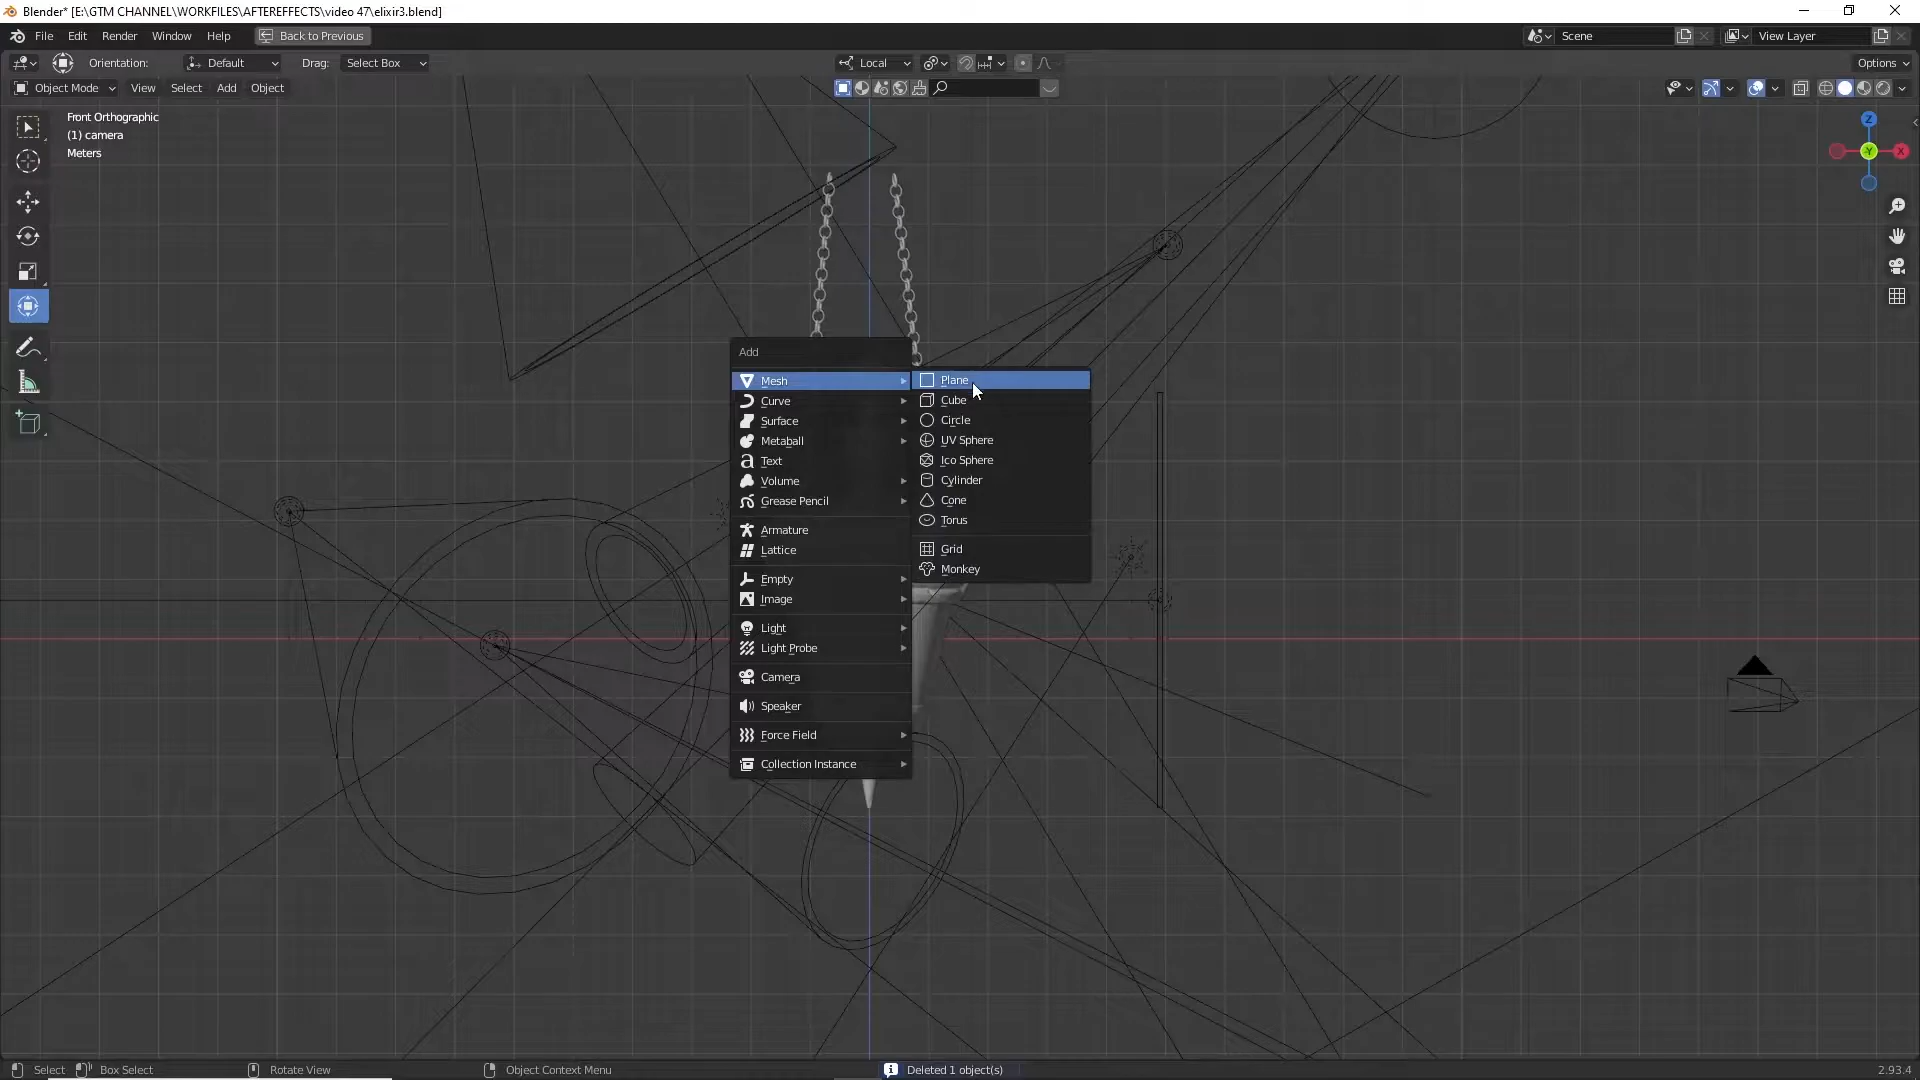 Blender* [E:\GTM CHANNEL\WORKFILES\AFTEREFFECTS\video 47\elixir3.blend]
File Edit Render Window Help Back to Previous Scene View Layer
Orientation: Default Drag: Select Box Local Options
Object Mode View Select Add Object
Front Orthographic
(1) camera
Meters
Z
Y
X
Add
Mesh
Curve
Surface
Metaball
Text
Volume
Grease Pencil
Armature
Lattice
Empty
Image
Light
Light Probe
Camera
Speaker
Force Field
Collection Instance
Plane
Cube
Circle
UV Sphere
Ico Sphere
Cylinder
Cone
Torus
Grid
Monkey
Select Box Select Rotate View Object Context Menu Deleted 1 object(s) 2.93.4